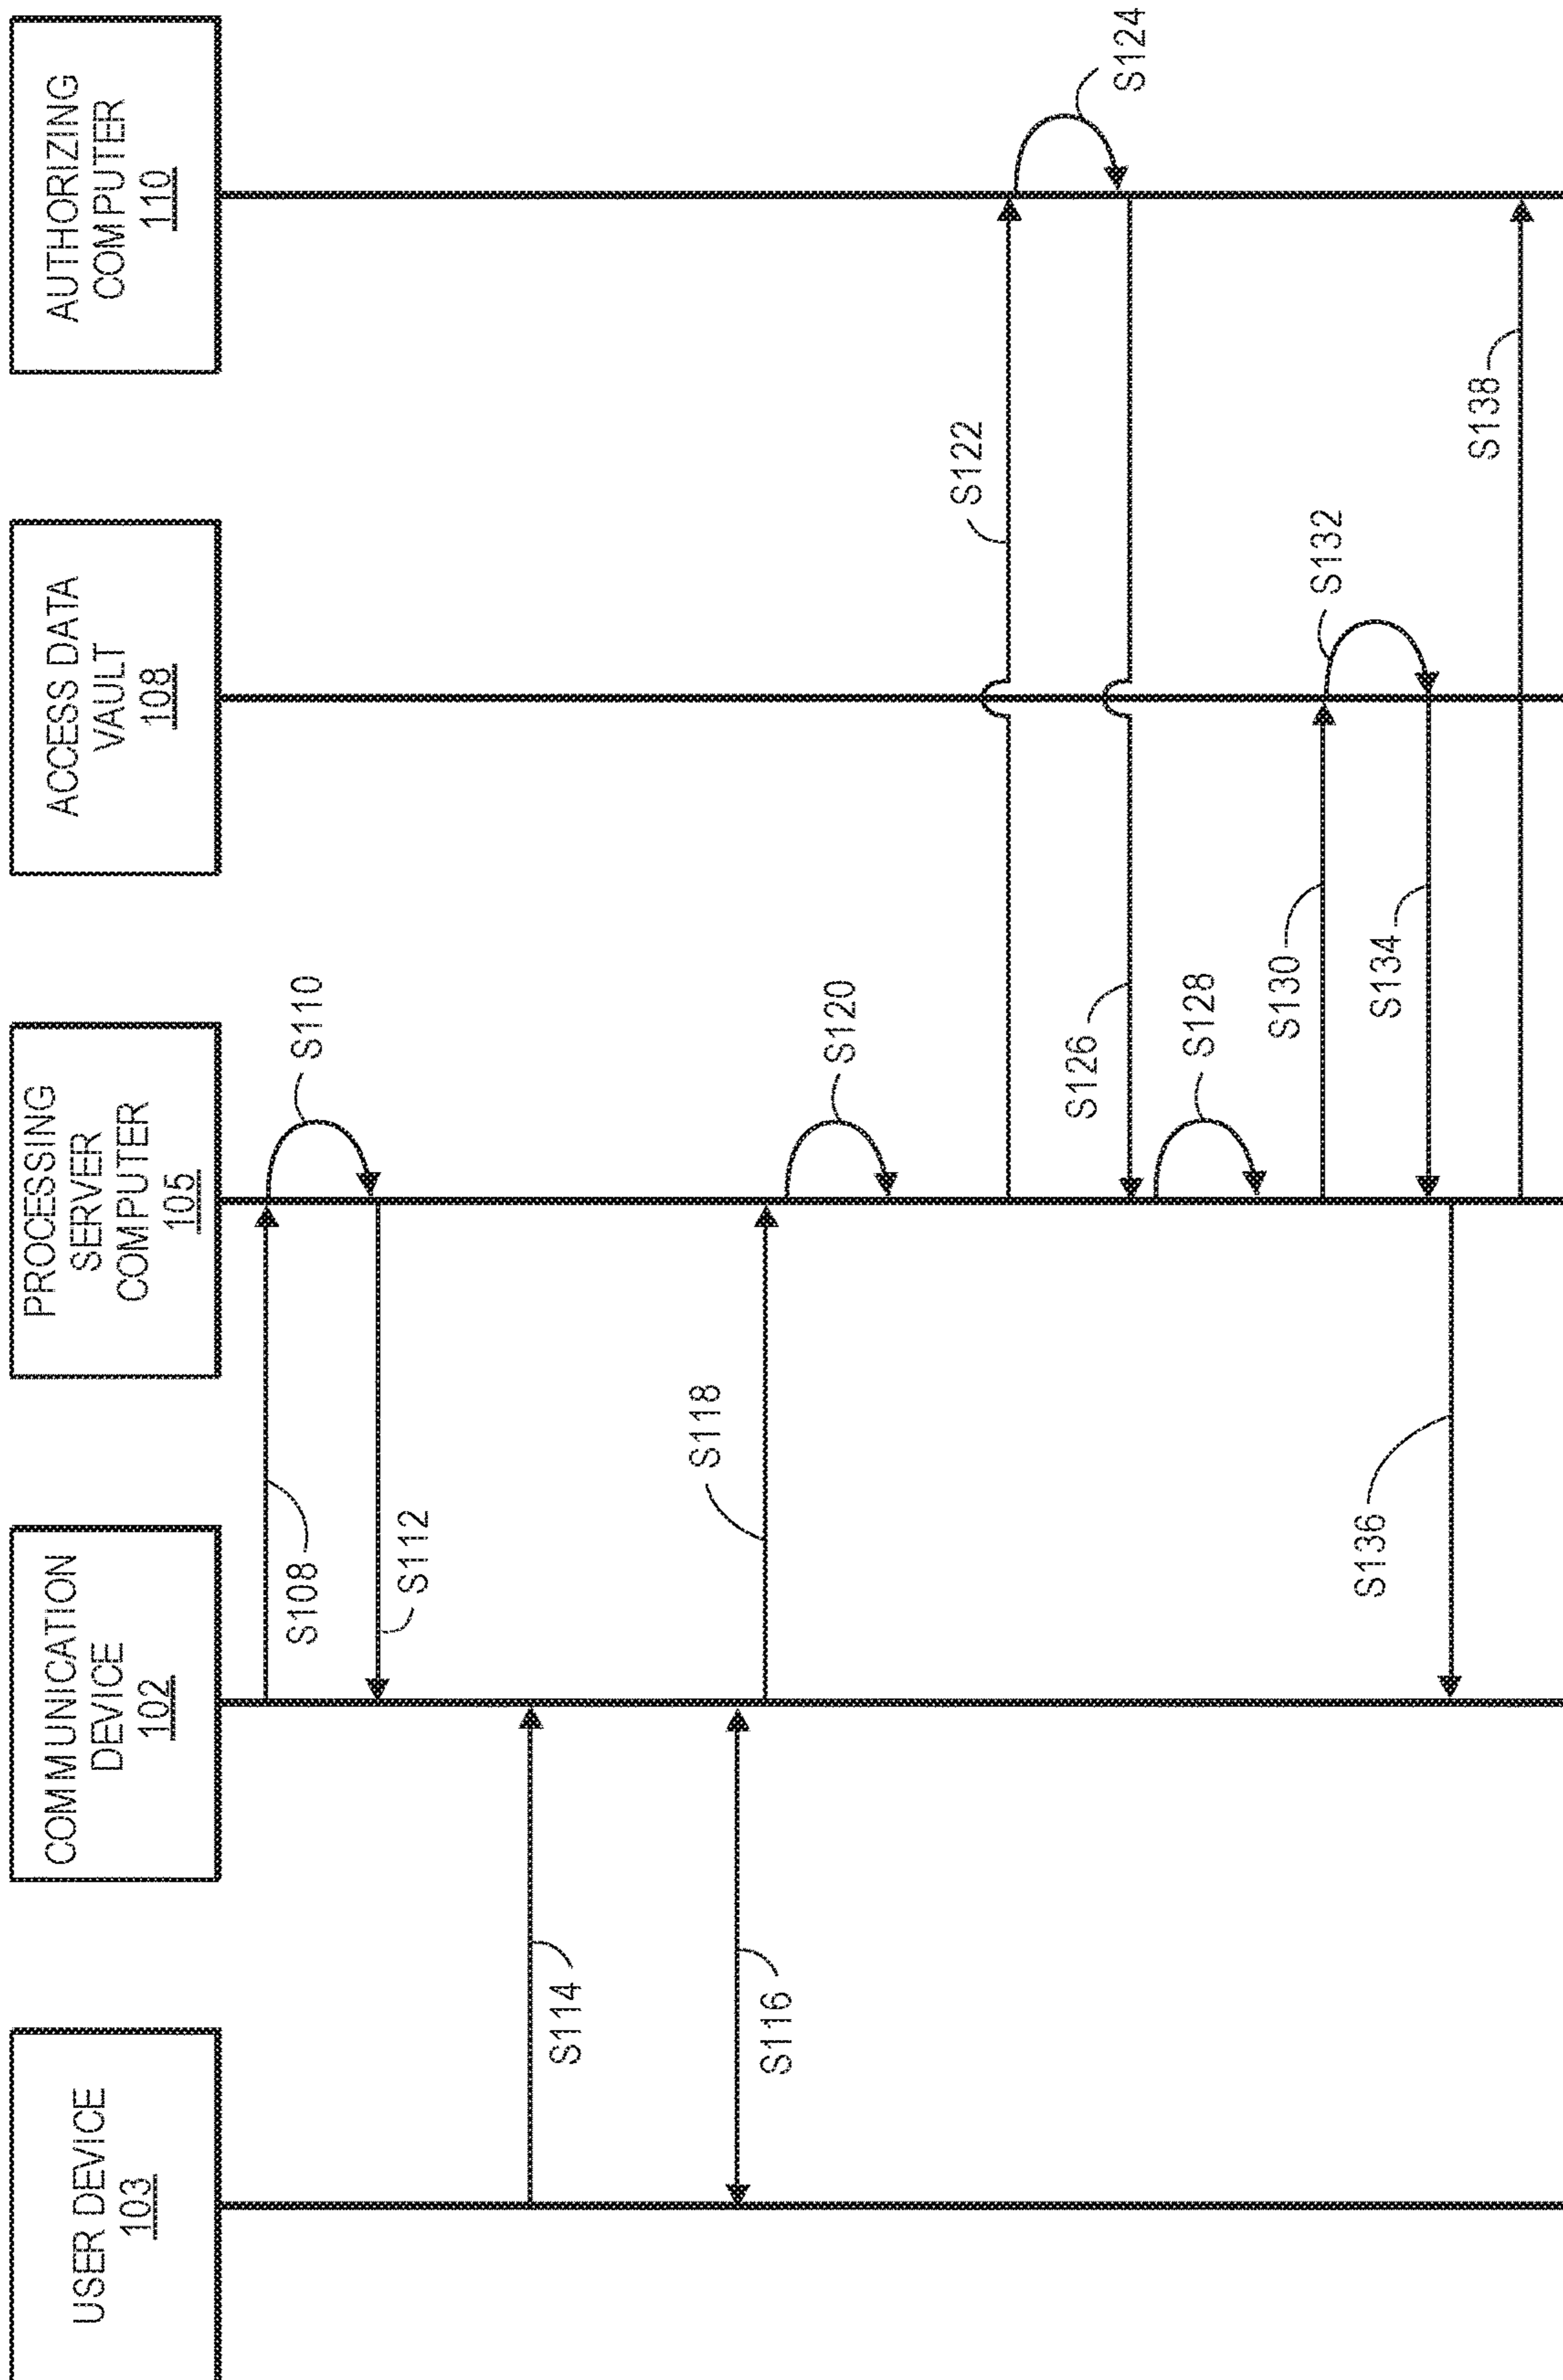 USER DEVICE
103
COMMUNICATION
DEVICE
102
PROCESSING
SERVER
COMPUTER
105
ACCESS DATA
VAULT
108
AUTHORIZING
COMPUTER
110
S108
S110
S112
S114
S116
S118
S120
S122
S124
S126
S128
S130
S132
S134
S136
S138